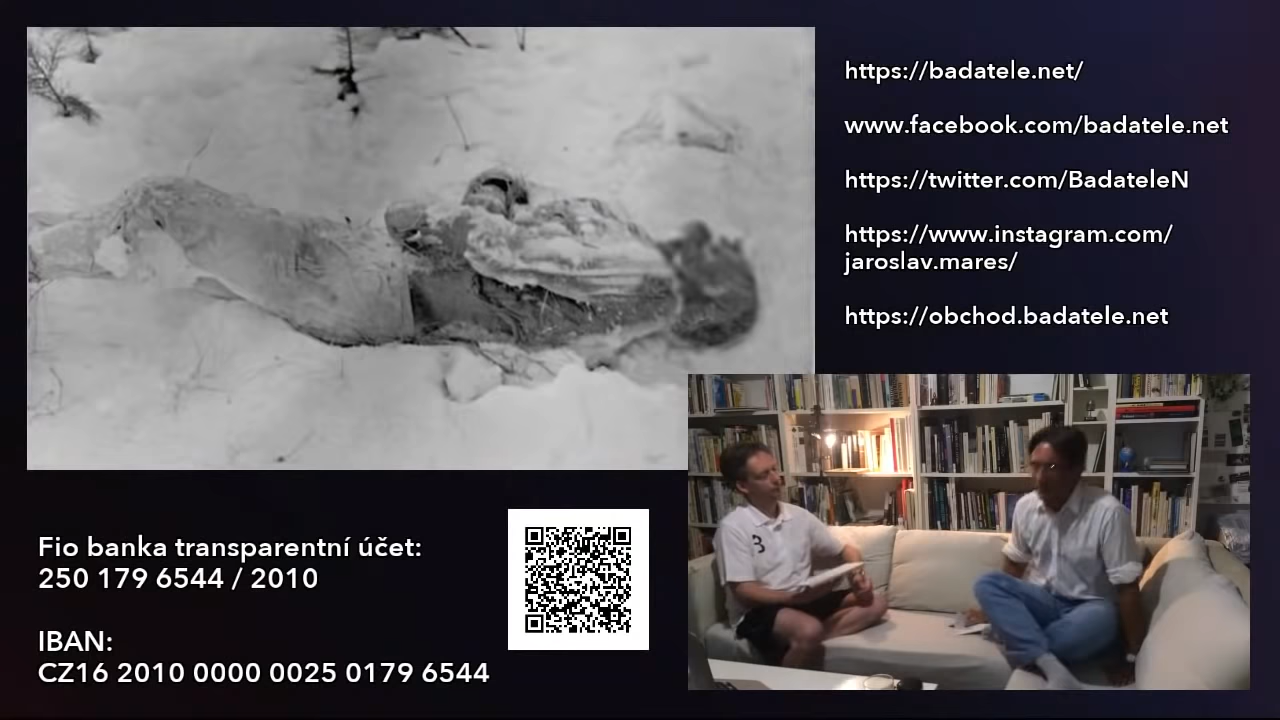 https://badatele.net/
www.facebook.com/badatele.net
https://twitter.com/BadateleN
https://www.instagram.com/
jaroslav.mares/
https://obchod.badatele.net
Fio banka transparentní účet:
250 179 6544 / 2010
IBAN:
CZ16 2010 0000 0025 0179 6544
3